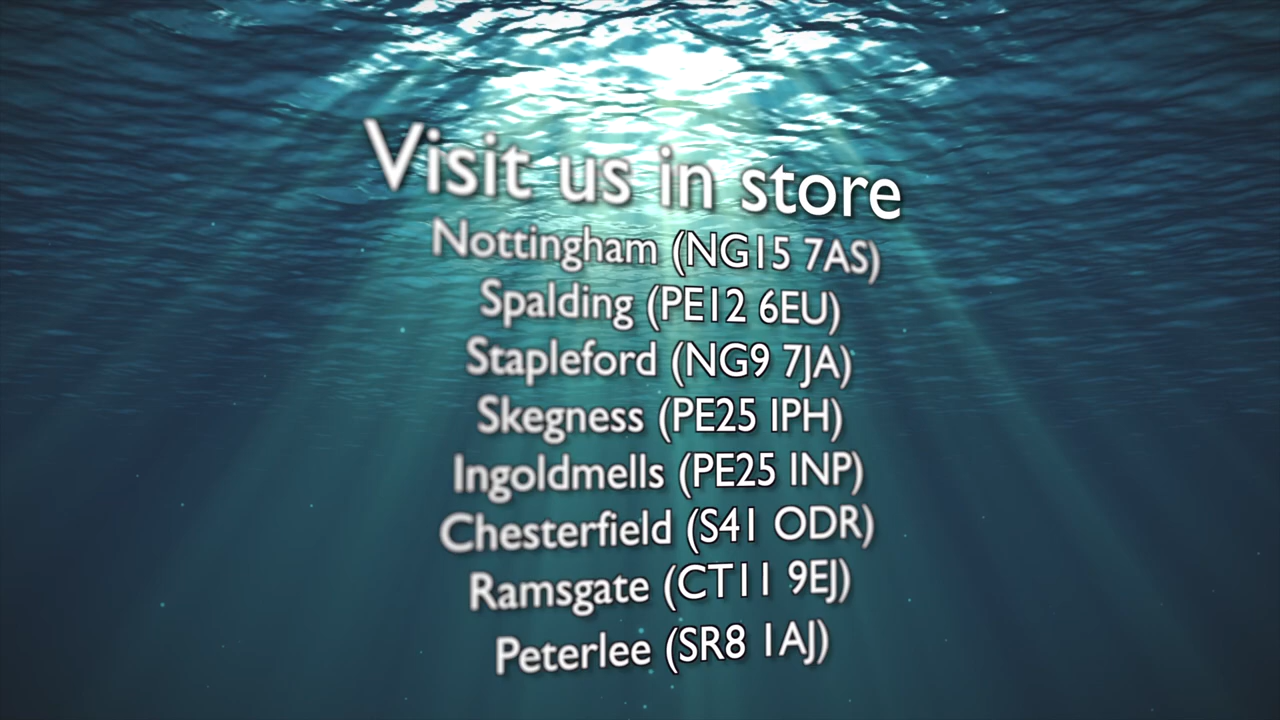 Visit us in store
Nottingham (NG15 7AS)
Spalding (PE12 6EU)
Stapleford (NG9 7JA)
Skegness (PE25 1PH)
Ingoldmells (PE25 1NP)
Chesterfield (S41 0DR)
Ramsgate (CT11 9EJ)
Peterlee (SR8 1AJ)